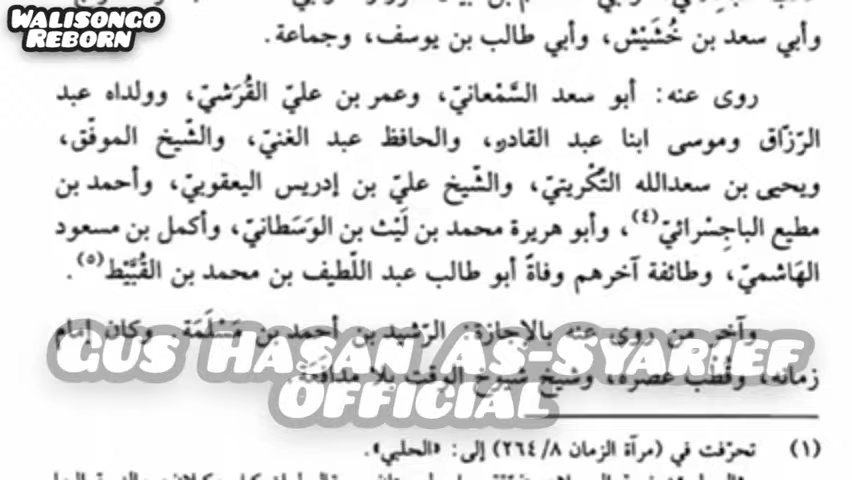 WALISONGO
REBORN
وأبي سعد بن خُشَيْش، وأبي طالب بن يوسف، وجماعة.
روى عنه: أبو سعد السَّمْعانيّ، وعمر بن عليّ القُرَشيّ، وولداه عبد
الرّزّاق وموسى ابنا عبد القادر، والحافظ عبد الغنيّ، والشّيخ الموفّق،
ويحيى بن سعدالله التّكْريتيّ، والشّيخ عليّ بن إدريس اليعقوبيّ، وأحمد بن
مطيع الباجِسْرائيّ(٤)، وأبو هريرة محمد بن لَيْث بن الوَسَطانيّ، وأكمل بن مسعود
الهَاشميّ، وطائفة آخرهم وفاةً أبو طالب عبد اللّطيف بن محمد بن القُبَّيْط(٥).
وآخر من روى عنه بالإجازة: الرّشيد بن أحمد بن مَسْلَمَة. وكان إمام
زمانه، وقُطْب عصره، وشيخ شيوخ الوقت بلا مدافعة.
GUS HASAN AS-SYARIEF
OFFICIAL
(١) تحرّفت في (مرآة الزمان ٢٦٤/٨) إلى: «الحلبي».